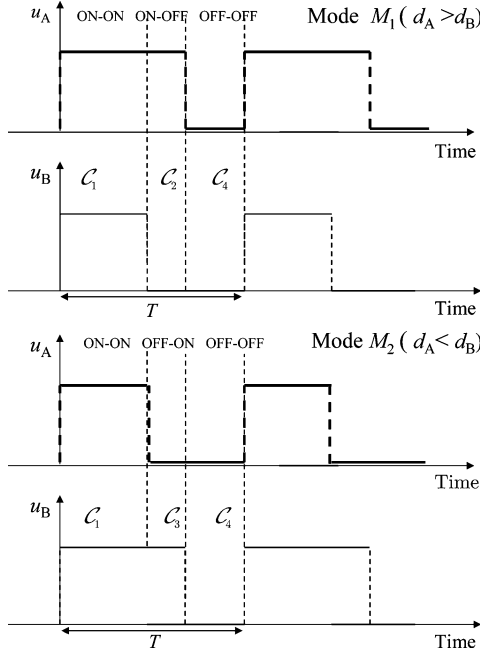 u_A ON-ON ON-OFF OFF-OFF Mode M_1 ( d_A > d_B)
Time
u_B C_1 C_2 C_4
Time
T
u_A ON-ON OFF-ON OFF-OFF Mode M_2 ( d_A < d_B)
Time
u_B C_1 C_3 C_4
Time
T